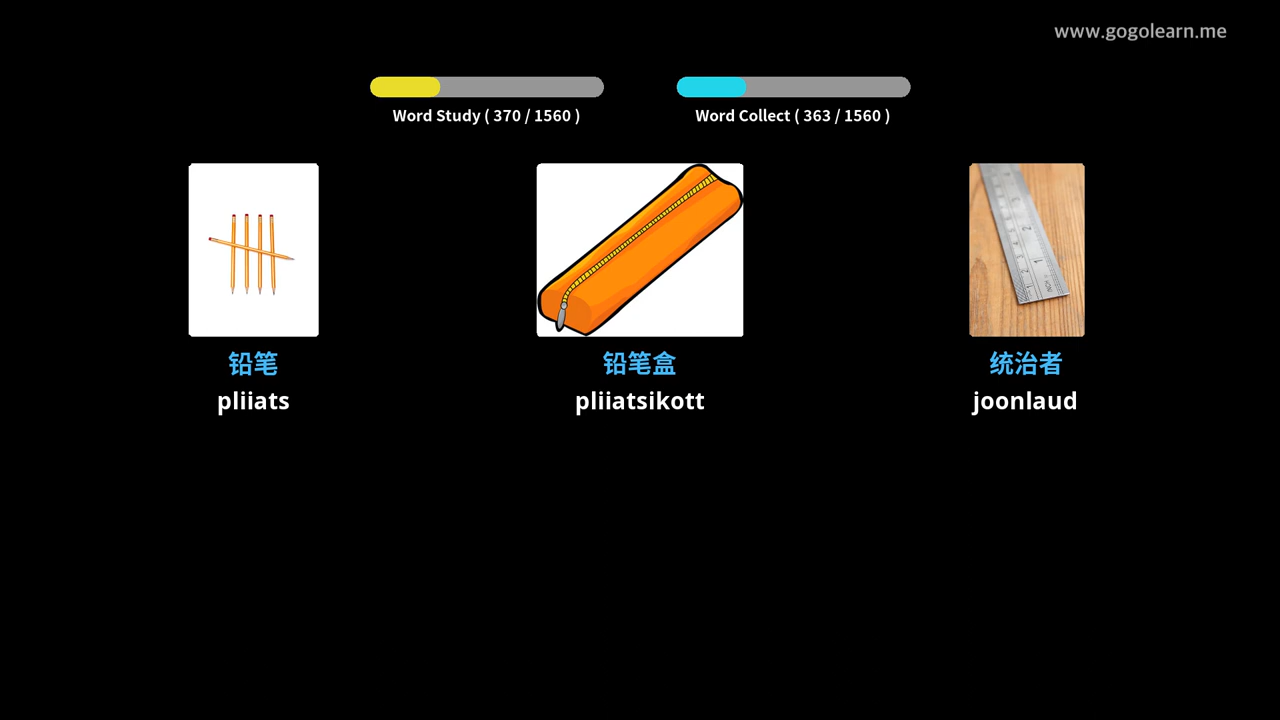 www.gogolearn.me
Word Study ( 370 / 1560 )
Word Collect ( 363 / 1560 )
铅笔
铅笔盒
统治者
pliiats
pliiatsikott
joonlaud